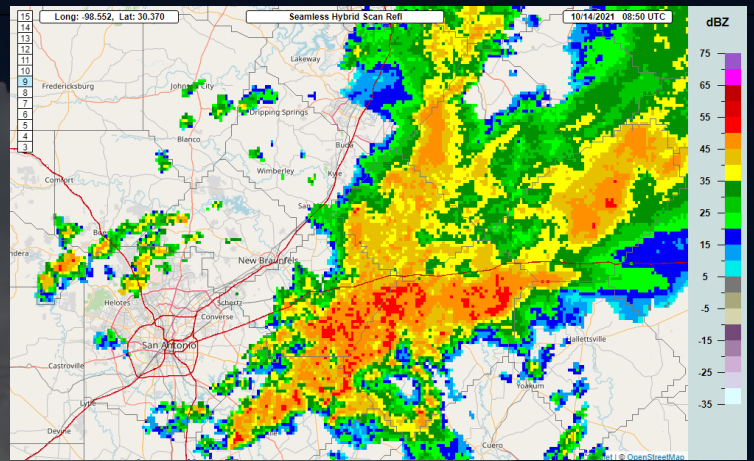 Long: -98.552, Lat: 30.370
Seamless Hybrid Scan Refl
10/14/2021 08:50 UTC
dBZ
15
14
13
12
11
10
9
8
7
6
5
4
3
75
65
55
45
35
25
15
5
-5
-15
-25
-35
Lakeway
Fredericksburg
Dripping Springs
Blanco
Buda
Wimberley
Kyle
Comfort
San
New Braunfels
Helotes
Schertz
Converse
San Antonio
Hallettsville
Castroville
Yoakum
Devine
Cuero
| © OpenStreetMap